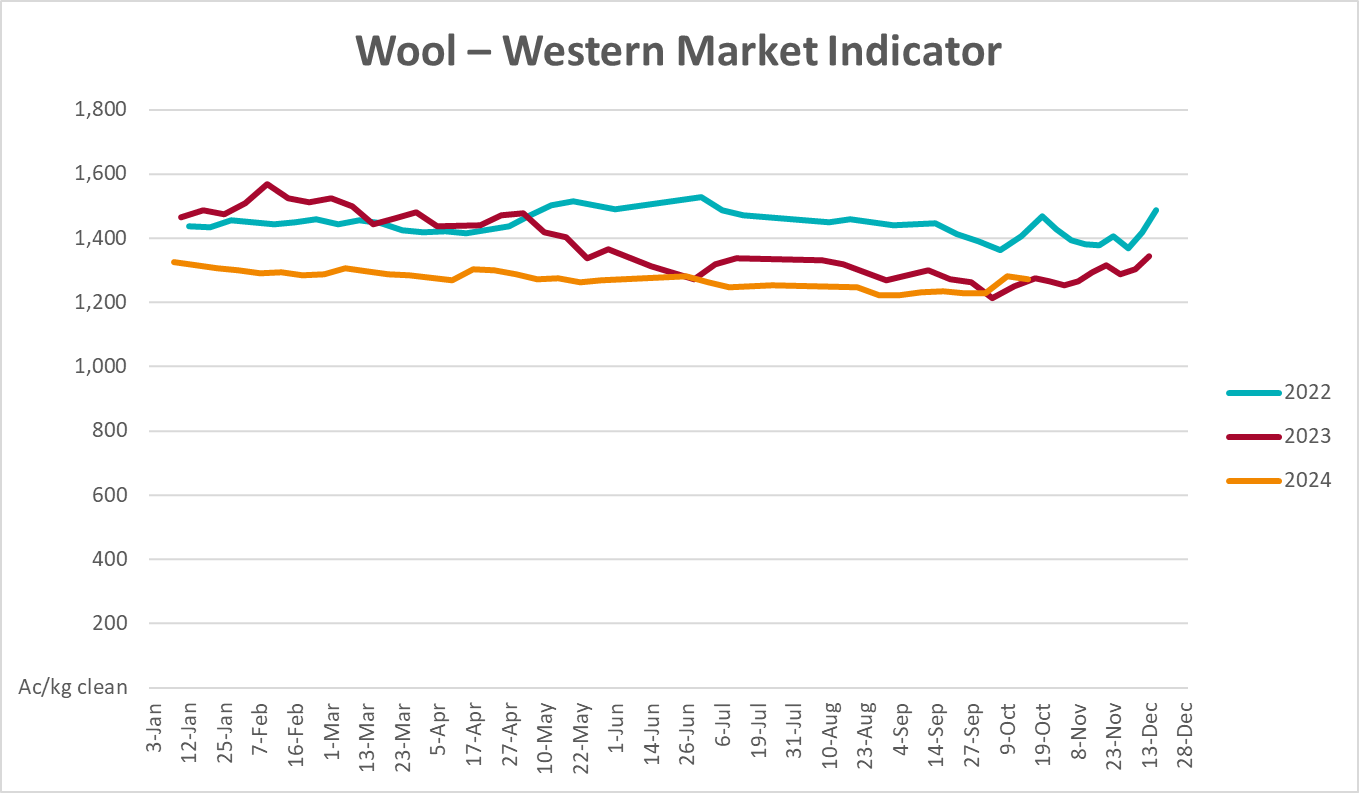 Wool – Western Market Indicator
1,800
1,600
1,400
1,200
1,000
800
600
400
200
Ac/kg clean
3-Jan
12-Jan
25-Jan
7-Feb
16-Feb
1-Mar
13-Mar
23-Mar
5-Apr
17-Apr
27-Apr
10-May
22-May
1-Jun
14-Jun
26-Jun
6-Jul
19-Jul
31-Jul
10-Aug
23-Aug
4-Sep
14-Sep
27-Sep
9-Oct
19-Oct
8-Nov
23-Nov
13-Dec
28-Dec
2022
2023
2024